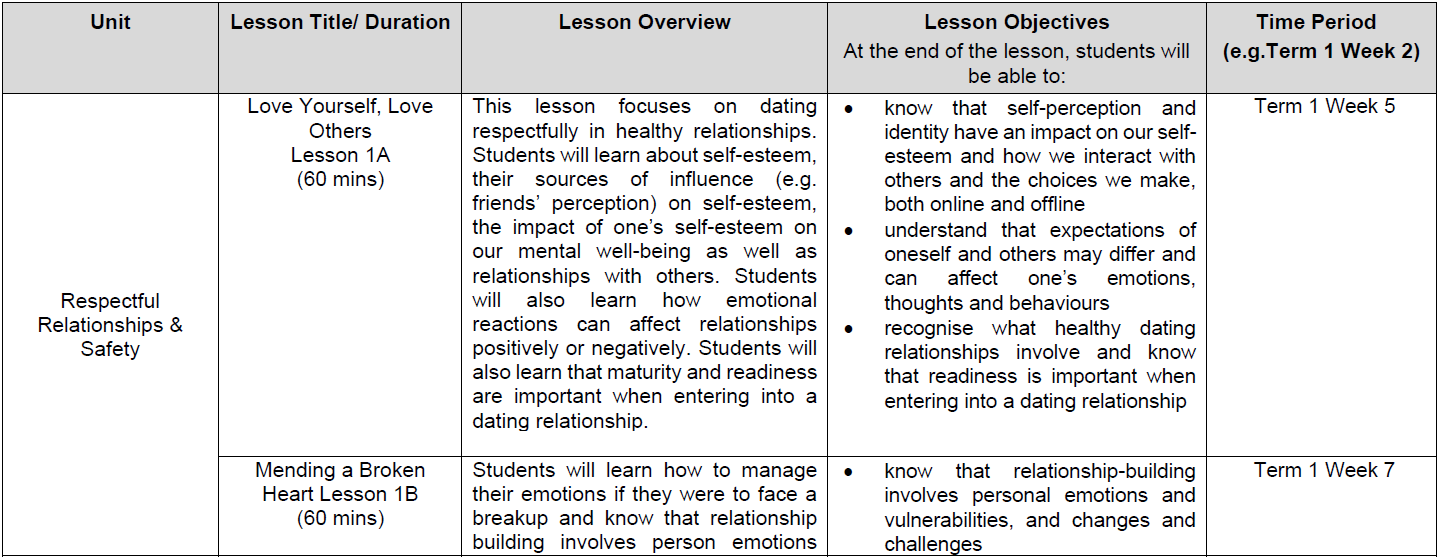 Unit
Lesson Title/ Duration
Lesson Overview
Lesson Objectives
At the end of the lesson, students will
be able to:
Time Period
(e.g.Term 1 Week 2)
Respectful
Relationships &
Safety
Love Yourself, Love
Others
Lesson 1A
(60 mins)
This lesson focuses on dating
respectfully in healthy relationships.
Students will learn about self-esteem,
their sources of influence (e.g.
friends’ perception) on self-esteem,
the impact of one’s self-esteem on
our mental well-being as well as
relationships with others. Students
will also learn how emotional
reactions can affect relationships
positively or negatively. Students will
also learn that maturity and readiness
are important when entering into a
dating relationship.
• know that self-perception and
identity have an impact on our self-
esteem and how we interact with
others and the choices we make,
both online and offline
• understand that expectations of
oneself and others may differ and
can affect one’s emotions,
thoughts and behaviours
• recognise what healthy dating
relationships involve and know
that readiness is important when
entering into a dating relationship
Term 1 Week 5
Mending a Broken
Heart Lesson 1B
(60 mins)
Students will learn how to manage
their emotions if they were to face a
breakup and know that relationship
building involves person emotions
• know that relationship-building
involves personal emotions and
vulnerabilities, and changes and
challenges
Term 1 Week 7